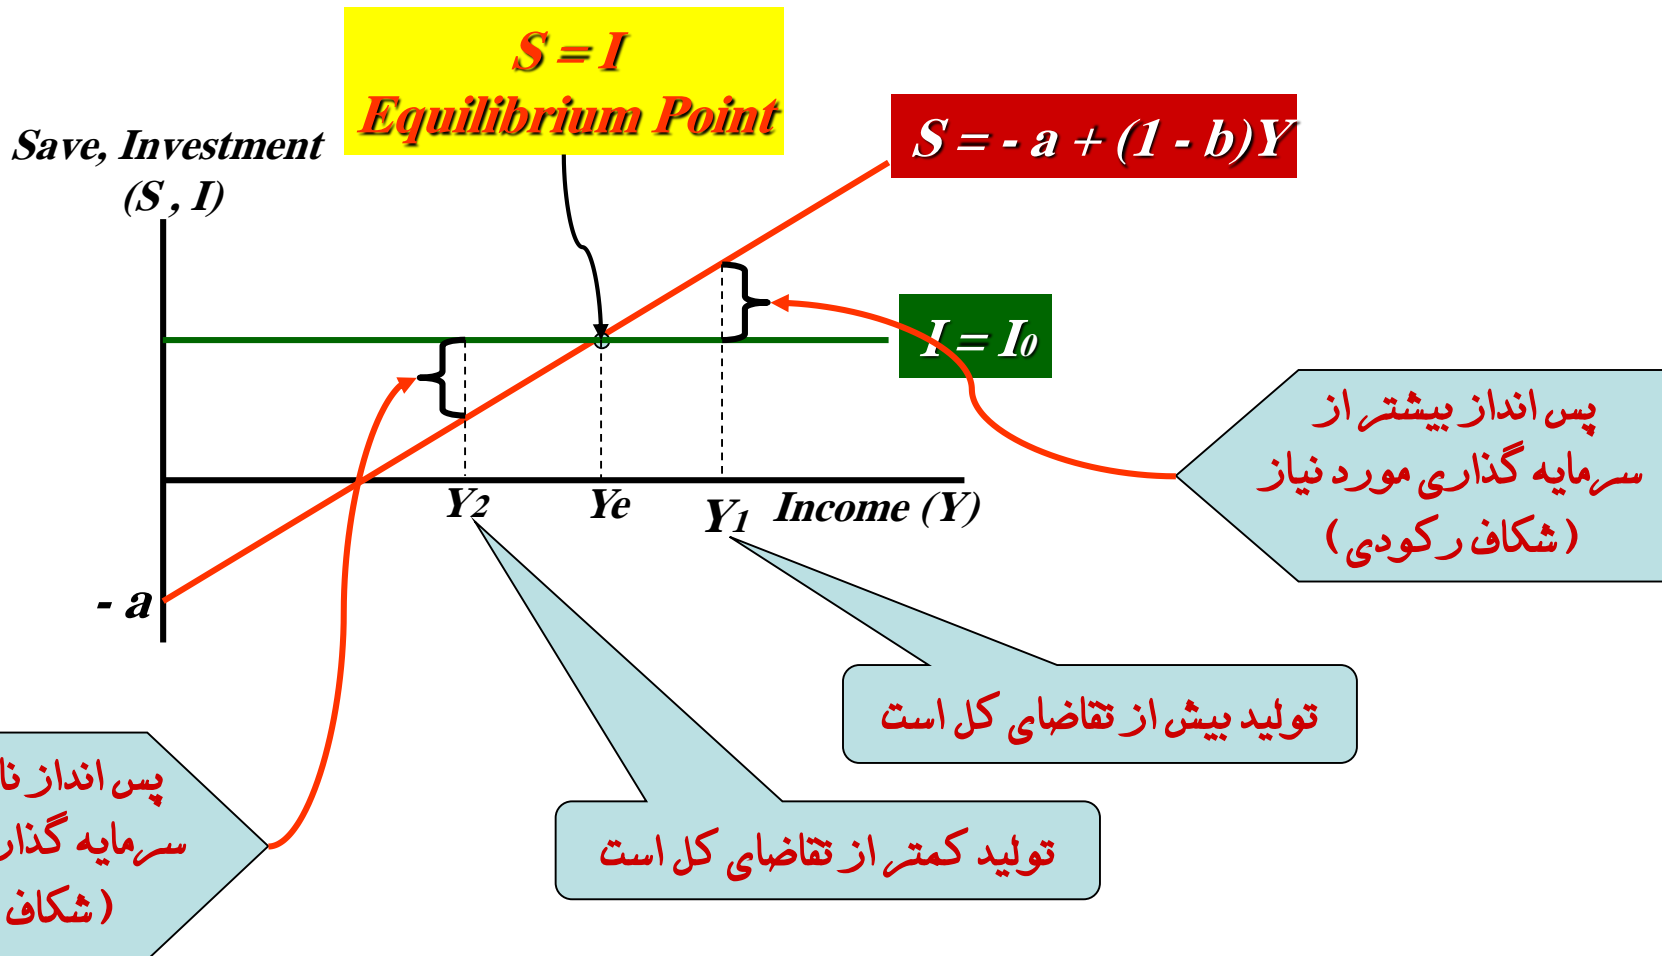 S = I
Equilibrium Point
S = - a + (1 - b)Y
Save, Investment
(S , I)
I = I₀
پس انداز بیشتر از
سرمایه گذاری مورد نیاز
(شکاف رکودی)
Y₂
Ye
Y₁
Income (Y)
- a
تولید بیش از تقاضای کل است
تولید کمتر از تقاضای کل است
پس انداز
سرمایه
(شکاف